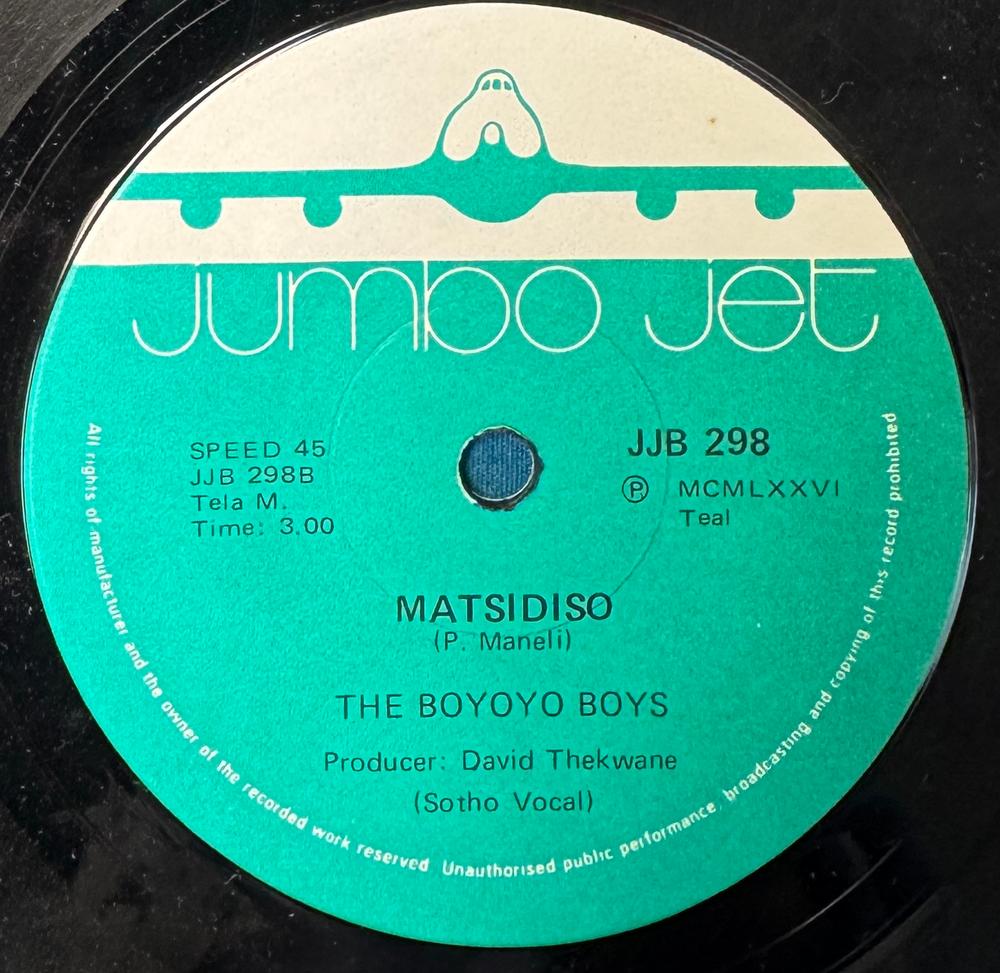 jumbo jet
SPEED 45
JJB 298B
Tela M.
Time: 3.00
JJB 298
Ⓟ MCMLXXVI
Teal
MATSIDISO
(P. Maneli)
THE BOYOYO BOYS
Producer: David Thekwane
(Sotho Vocal)
All rights of manufacturer and the owner of the recorded work reserved Unauthorised public performance, broadcasting and copying of this record prohibited